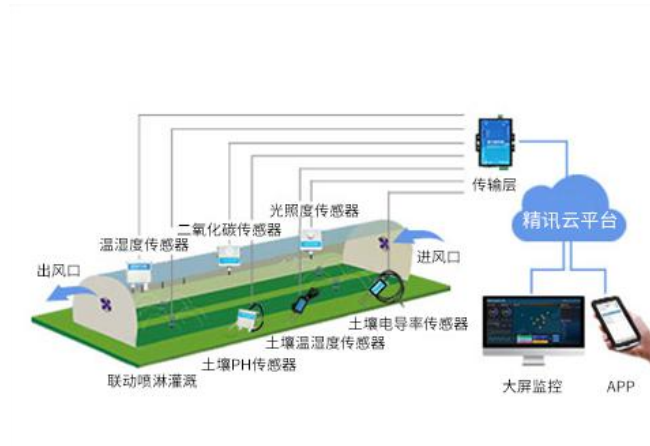 传输层
光照度传感器
二氧化碳传感器
温湿度传感器
精讯云平台
进风口
出风口
土壤电导率传感器
土壤温湿度传感器
土壤PH传感器
联动喷淋灌溉
大屏监控
APP